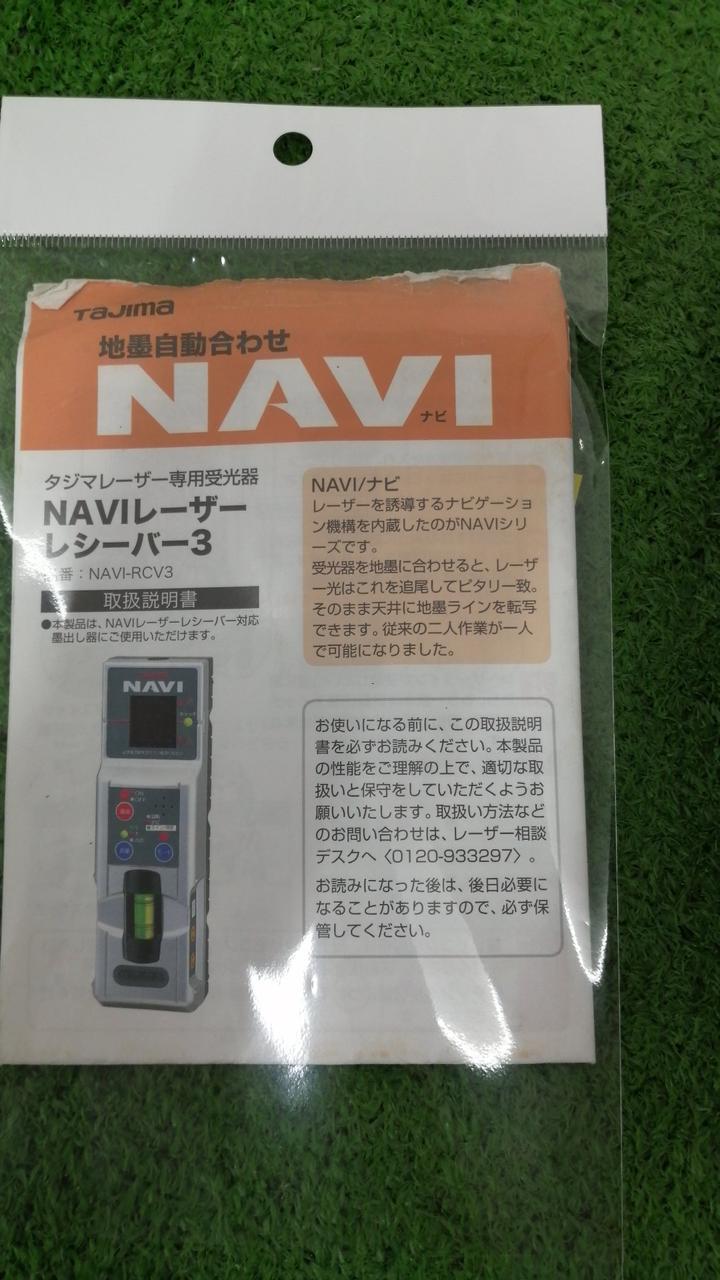 TaJima
地墨自動合わせ
NAVI
ナビ
タジマレーザー専用受光器
NAVIレーザー
レシーバー3
番：NAVI-RCV3
取扱説明書
●本製品は、NAVIレーザーレシーバー対応
墨出し器にご使用いただけます。
NAVI/ナビ
レーザーを誘導するナビゲーショ
ン機構を内蔵したのがNAVIシリ
ーズです。
受光器を地墨に合わせると、レーザ
ー光はこれを追尾してピタリ一致。
そのまま天井に地墨ラインを転写
できます。従来の二人作業が一人
で可能になりました。
お使いになる前に、この取扱説明
書を必ずお読みください。本製品
の性能をご理解の上で、適切な取
扱いと保守をしていただくようお
願いいたします。取扱い方法など
のお問い合わせは、レーザー相談
デスクへ〈0120-933297〉。
お読みになった後は、後日必要に
なることがありますので、必ず保
管してください。
NAVI
ON
OFF